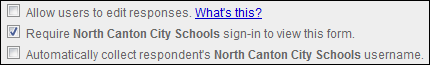 Allow users to edit responses. What's this?
Require North Canton City Schools sign-in to view this form.
Automatically collect respondent's North Canton City Schools username.